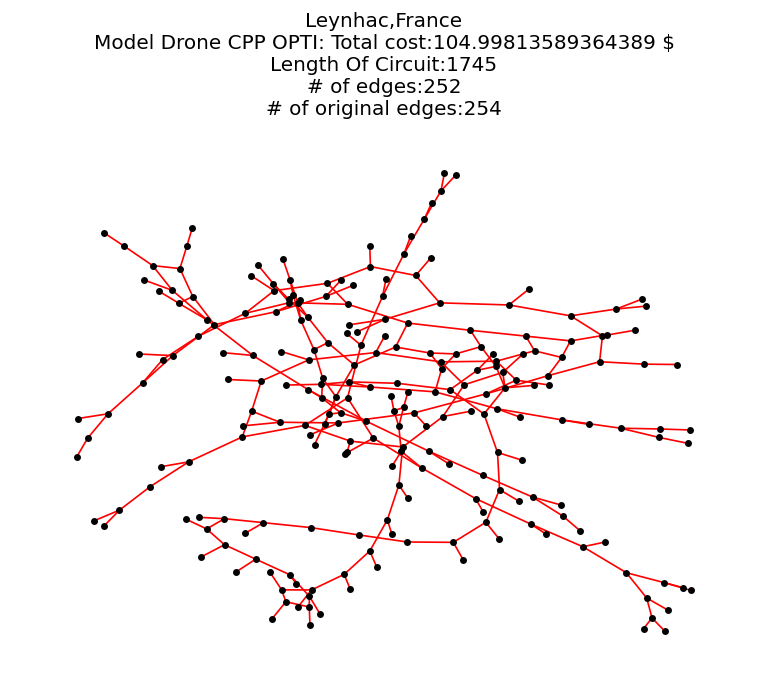 Leynhac,France
Model Drone CPP OPTI: Total cost:104.99813589364389 $
Length Of Circuit:1745
# of edges:252
# of original edges:254